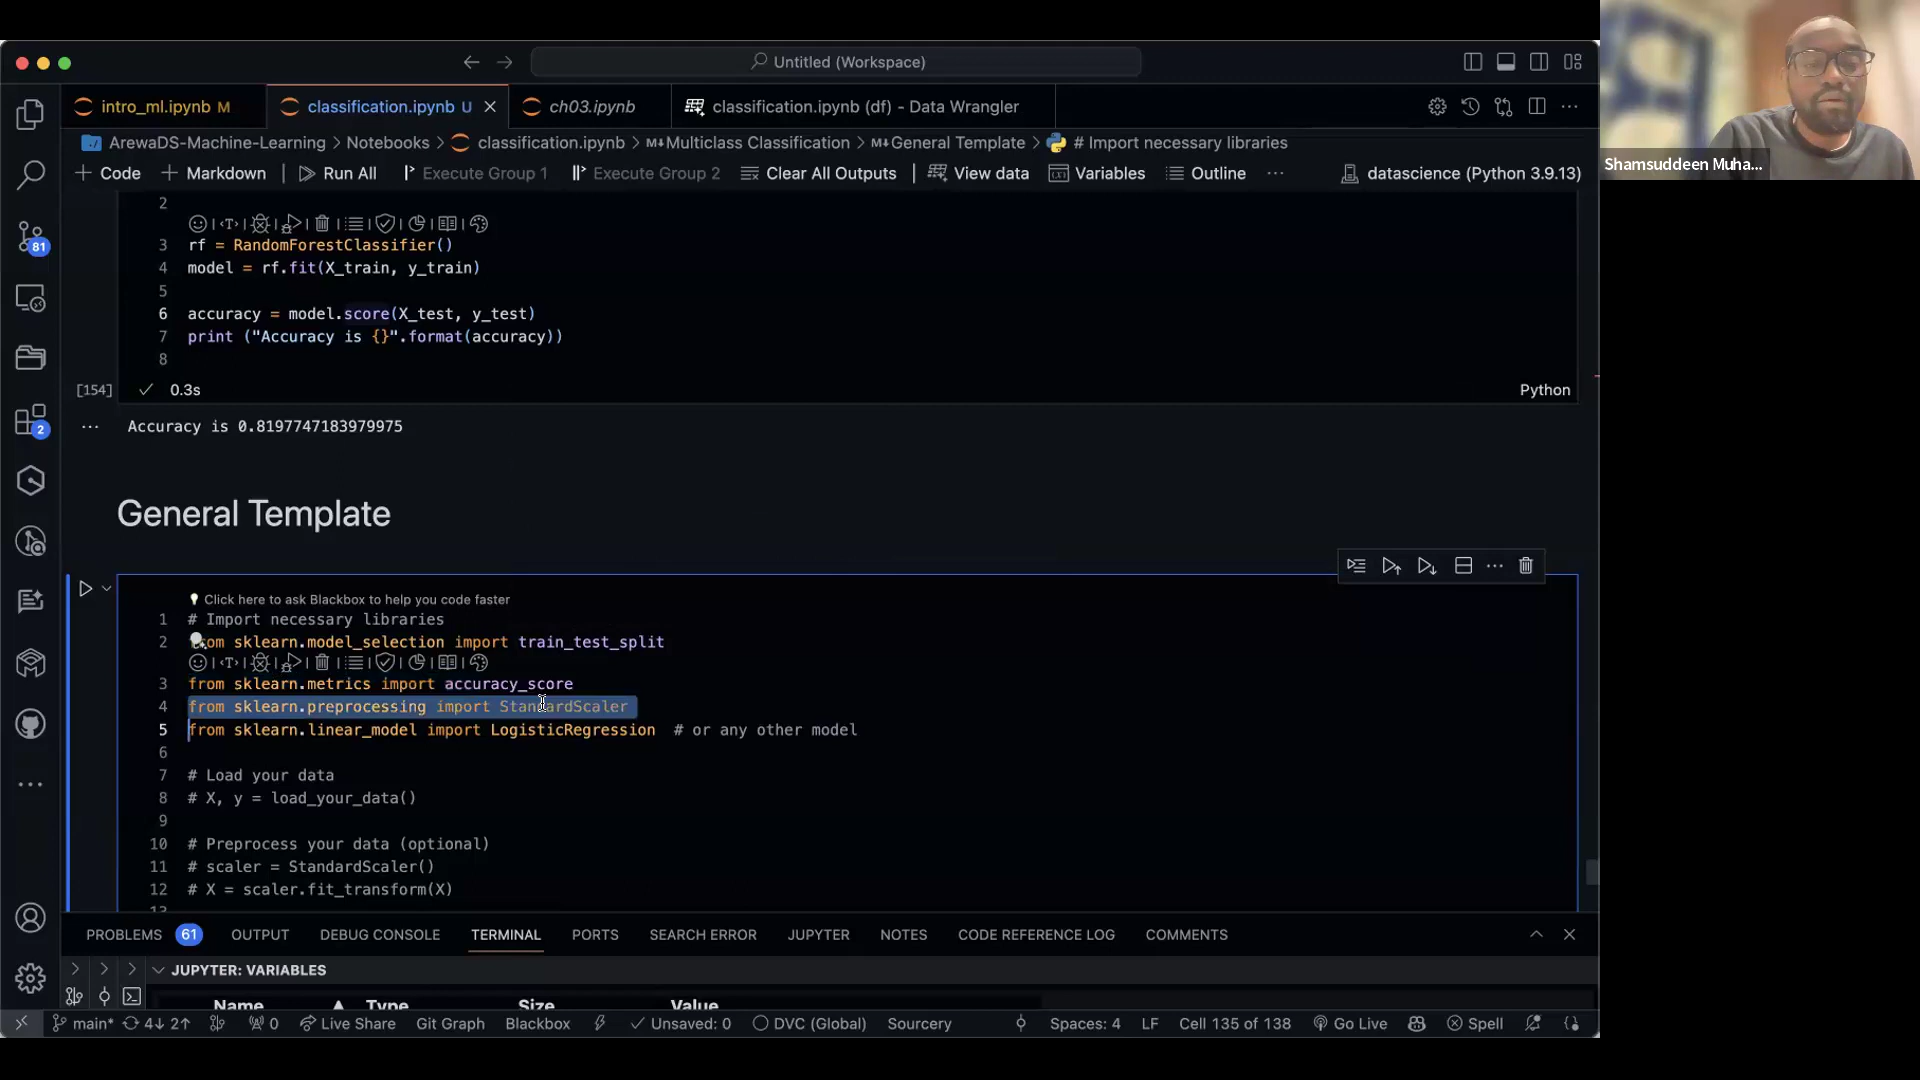 Untitled (Workspace)
intro_ml.ipynb M
classification.ipynb U
ch03.ipynb
classification.ipynb (df) - Data Wrangler
ArewaDS-Machine-Learning > Notebooks > classification.ipynb > Multiclass Classification > General Template > # Import necessary libraries
+ Code + Markdown Run All Execute Group 1 Execute Group 2 Clear All Outputs View data Variables Outline ... datascience (Python 3.9.13)
Shamsuddeen Muha...
2
3 rf = RandomForestClassifier()
4 model = rf.fit(X_train, y_train)
5
6 accuracy = model.score(X_test, y_test)
7 print ("Accuracy is {}".format(accuracy))
8
[154] 0.3s Python
... Accuracy is 0.8197747183979975
General Template
Click here to ask Blackbox to help you code faster
1 # Import necessary libraries
2 from sklearn.model_selection import train_test_split
3 from sklearn.metrics import accuracy_score
4 from sklearn.preprocessing import StandardScaler
5 from sklearn.linear_model import LogisticRegression # or any other model
6
7 # Load your data
8 # X, y = load_your_data()
9
10 # Preprocess your data (optional)
11 # scaler = StandardScaler()
12 # X = scaler.fit_transform(X)
13
81
2
PROBLEMS 61 OUTPUT DEBUG CONSOLE TERMINAL PORTS SEARCH ERROR JUPYTER NOTES CODE REFERENCE LOG COMMENTS
JUPYTER: VARIABLES
Name Type Size Value
main* 4↓ 2↑ 0 Live Share Git Graph Blackbox Unsaved: 0 DVC (Global) Sourcery Spaces: 4 LF Cell 135 of 138 Go Live Spell